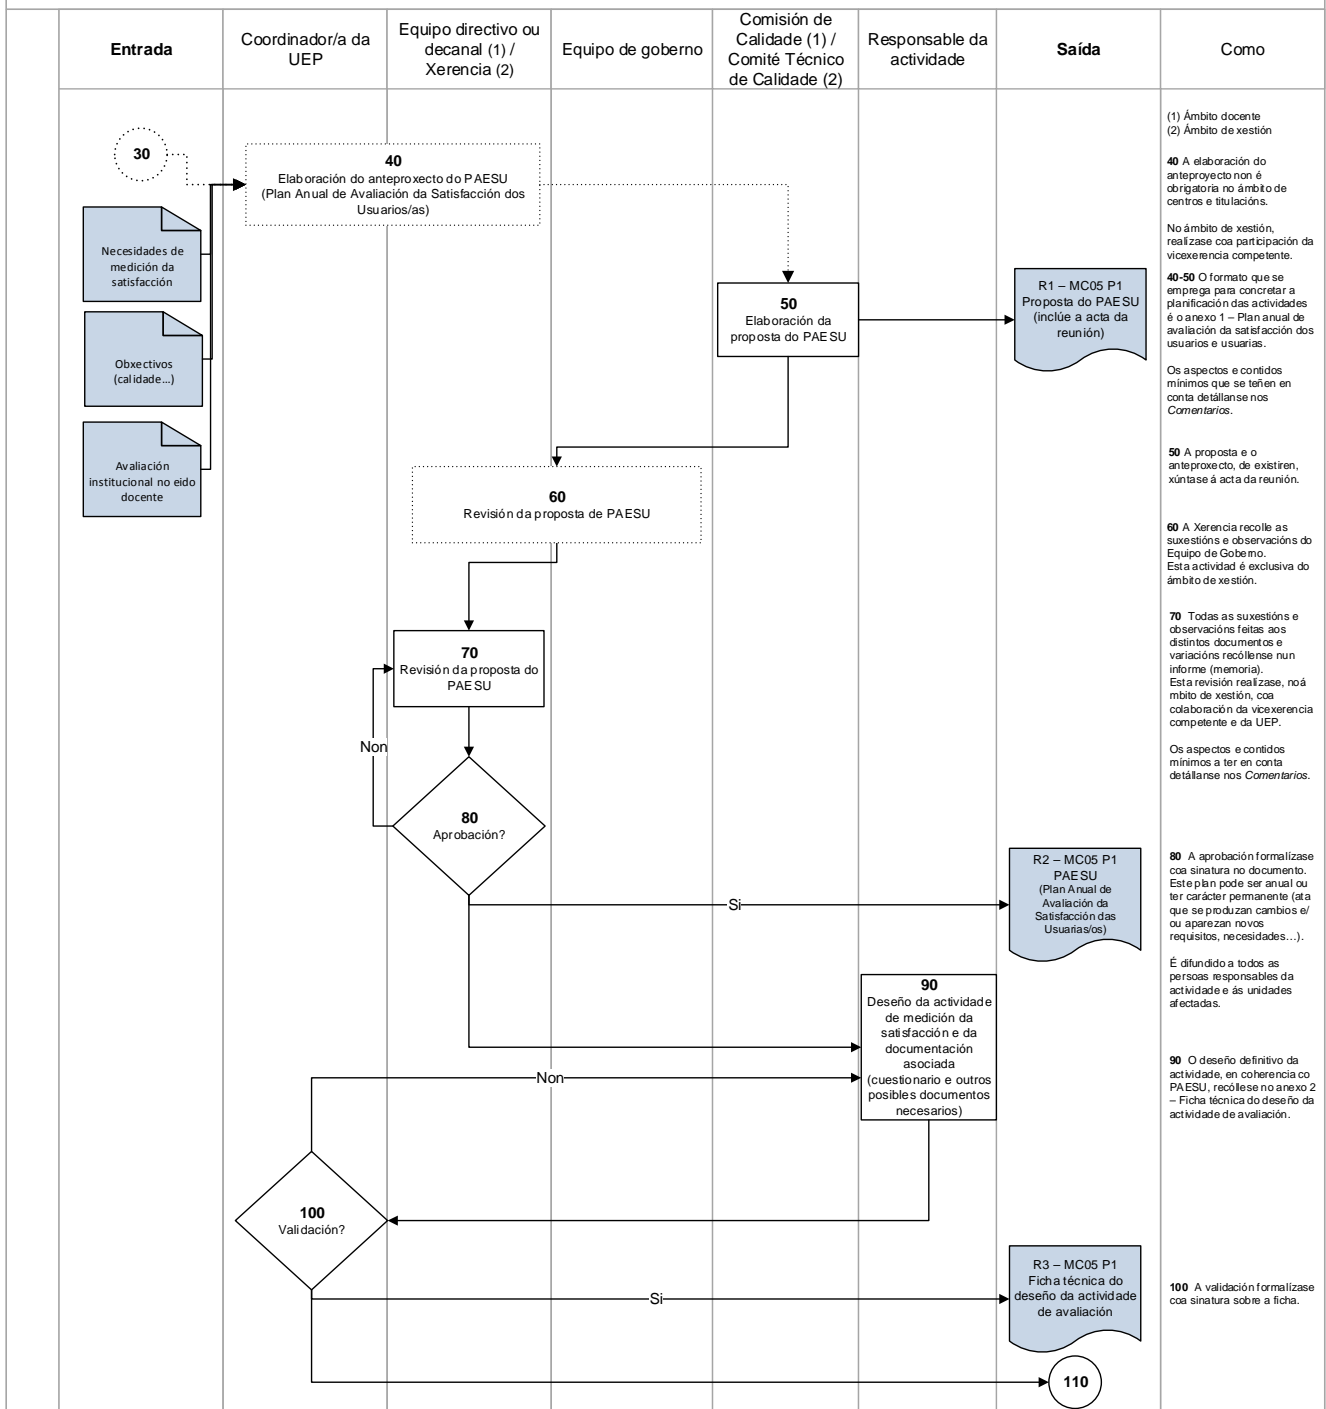 Entrada
Coordinador/a da
UEP
Equipo directivo ou
decanal (1) /
Xerencia (2)
Equipo de goberno
Comisión de
Calidade (1) /
Comité Técnico
de Calidade (2)
Responsable da
actividade
Saída
Como
30
Necesidades de
medición da
satisfacción
Obxectivos
(calidade...)
Avaliación
institucional no eido
docente
40
Elaboración do anteproxecto do PAESU
(Plan Anual de Avaliación da Satisfacción dos
Usuarios/as)
50
Elaboración da
proposta do PAESU
R1 – MC05 P1
Proposta do PAESU
(inclúe a acta da
reunión)
60
Revisión da proposta de PAESU
70
Revisión da proposta do
PAESU
Non
80
Aprobación?
Si
R2 – MC05 P1
PAESU
(Plan Anual de
Avaliación da
Satisfacción das
Usuarias/os)
90
Deseño da actividade
de medición da
satisfacción e da
documentación
asociada
(cuestionario e outros
posibles documentos
necesarios)
Non
100
Validación?
Si
R3 – MC05 P1
Ficha técnica do
deseño da actividade
de avaliación
110
(1) Ámbito docente
(2) Ámbito de xestión
40 A elaboración do
anteproyecto non é
obrigatoria no ámbito de
centros e titulacións.
No ámbito de xestión,
realízase coa participación da
vicexerencia competente.
40-50 O formato que se
emprega para concretar a
planificación das actividades
é o anexo 1 – Plan anual de
avaliación da satisfacción dos
usuarios e usuarias.
Os aspectos e contidos
mínimos que se teñen en
conta detállanse nos
Comentarios.
50 A proposta e o
anteproxecto, de existiren,
xúntase á acta da reunión.
60 A Xerencia recolle as
suxestións e observacións do
Equipo de Goberno.
Esta actividad é exclusiva do
ámbito de xestión.
70 Todas as suxestións e
observacións feitas aos
distintos documentos e
variacións recóllense nun
informe (memoria).
Esta revisión realízase, noá
mbito de xestión, coa
colaboración da vicexerencia
competente e da UEP.
Os aspectos e contidos
mínimos a ter en conta
detállanse nos Comentarios.
80 A aprobación formalízase
coa sinatura no documento.
Este plan pode ser anual ou
ter carácter permanente (ata
que se produzan cambios e/
ou aparezan novos
requisitos, necesidades...).
É difundido a todos as
persoas responsables da
actividade e ás unidades
afectadas.
90 O deseño definitivo da
actividade, en coherencia co
PAESU, recóllese no anexo 2
– Ficha técnica do deseño da
actividade de avaliación.
100 A validación formalízase
coa sinatura sobre a ficha.